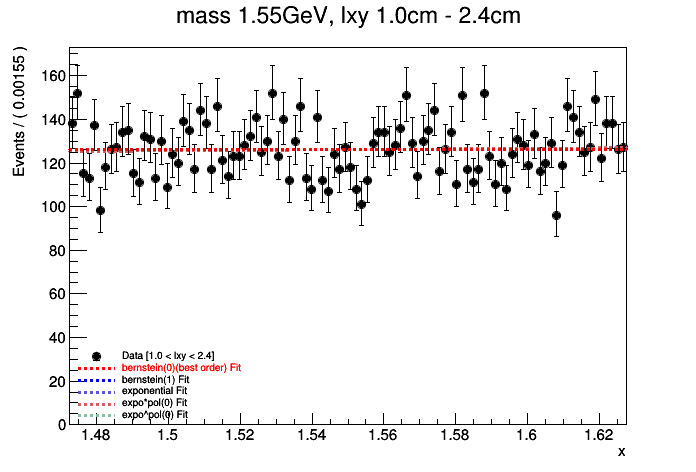 mass 1.55GeV, lxy 1.0cm - 2.4cm
Events / ( 0.00155 )
160
140
120
100
80
60
40
20
0
Data [1.0 < lxy < 2.4]
bernstein(0)(best order) Fit
bernstein(1) Fit
exponential Fit
expo*pol(0) Fit
expo^pol(0) Fit
1.48 1.5 1.52 1.54 1.56 1.58 1.6 1.62
x